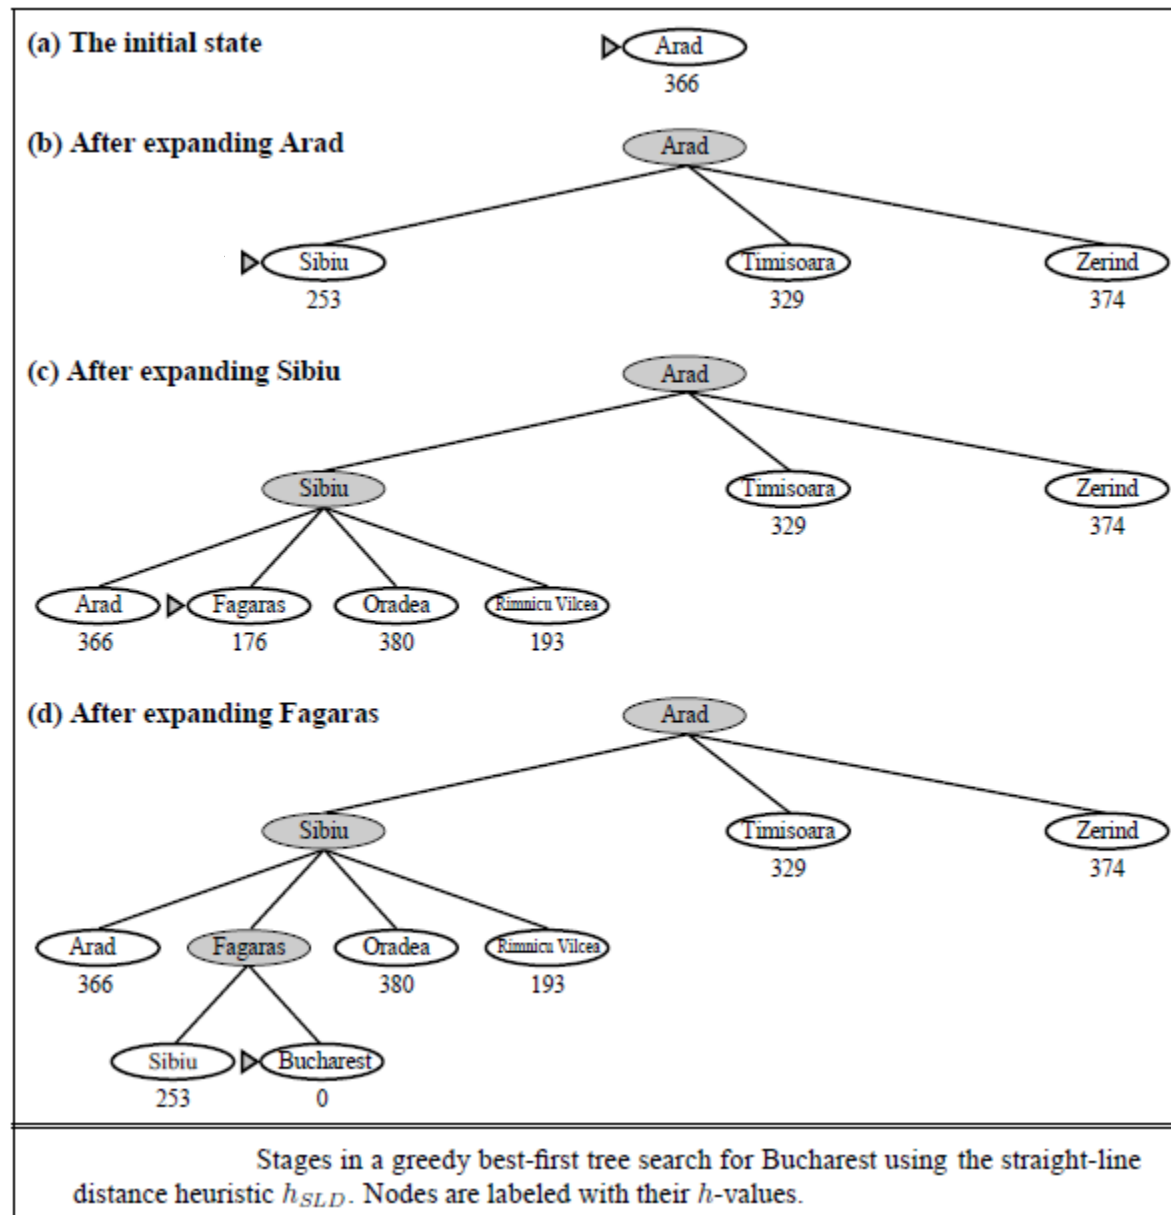 (a) The initial state
Arad
366
(b) After expanding Arad
Arad
Sibiu Timisoara Zerind
253 329 374
(c) After expanding Sibiu
Arad
Sibiu Timisoara Zerind
329 374
Arad Fagaras Oradea Rimnicu Vilcea
366 176 380 193
(d) After expanding Fagaras
Arad
Sibiu Timisoara Zerind
329 374
Arad Fagaras Oradea Rimnicu Vilcea
366 380 193
Sibiu Bucharest
253 0
Stages in a greedy best-first tree search for Bucharest using the straight-line
distance heuristic hSLD. Nodes are labeled with their h-values.